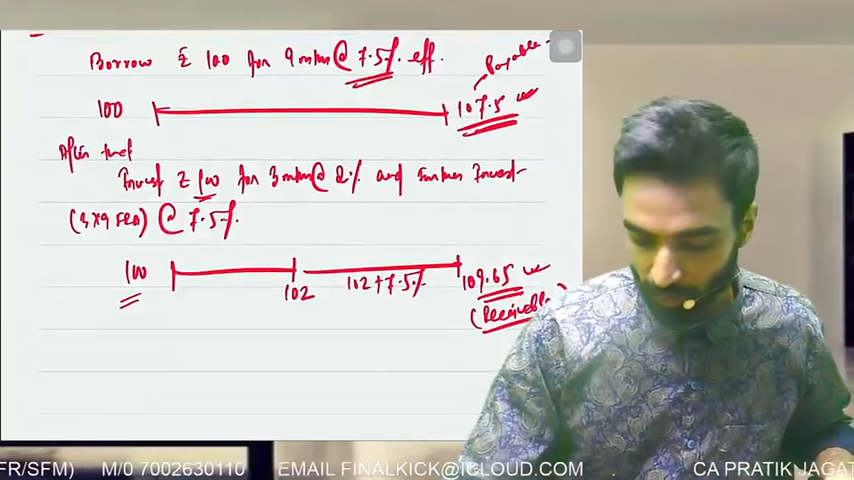 Borrow ₹ 100 for 9 mths @ 7.5% eff.
Payable
100
107.5
After that
Invest ₹ 100 for 3 mths @ 2% and further Invest
(3x9 FRA) @ 7.5%
100
102
102+7.5%
109.65
(Receivable)
FR/SFM) M/0 7002630110 EMAIL FINALKICK@ICLOUD.COM CA PRATIK JAGAT